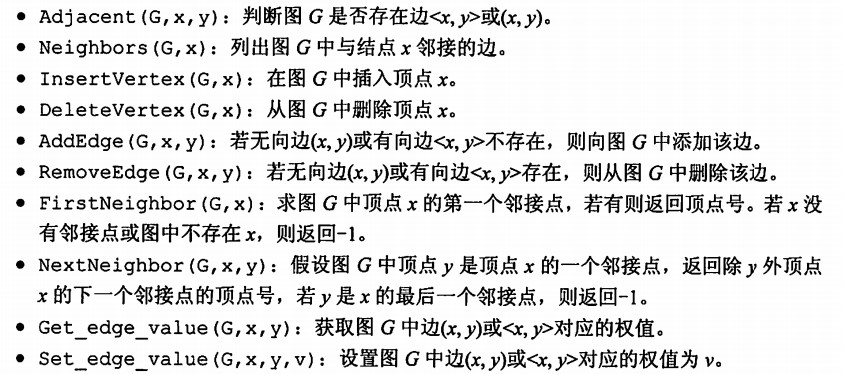 • Adjacent(G,x,y)：判断图 G 是否存在边<x, y>或(x, y)。
• Neighbors(G,x)：列出图 G 中与结点 x 邻接的边。
• InsertVertex(G,x)：在图 G 中插入顶点 x。
• DeleteVertex(G,x)：从图 G 中删除顶点 x。
• AddEdge(G,x,y)：若无向边(x, y)或有向边<x, y>不存在，则向图 G 中添加该边。
• RemoveEdge(G,x,y)：若无向边(x, y)或有向边<x, y>存在，则从图 G 中删除该边。
• FirstNeighbor(G,x)：求图 G 中顶点 x 的第一个邻接点，若有则返回顶点号。若 x 没
有邻接点或图中不存在 x，则返回-1。
• NextNeighbor(G,x,y)：假设图 G 中顶点 y 是顶点 x 的一个邻接点，返回除 y 外顶点
x 的下一个邻接点的顶点号，若 y 是 x 的最后一个邻接点，则返回-1。
• Get_edge_value(G,x,y)：获取图 G 中边(x, y)或<x, y>对应的权值。
• Set_edge_value(G,x,y,v)：设置图 G 中边(x, y)或<x, y>对应的权值为 v。